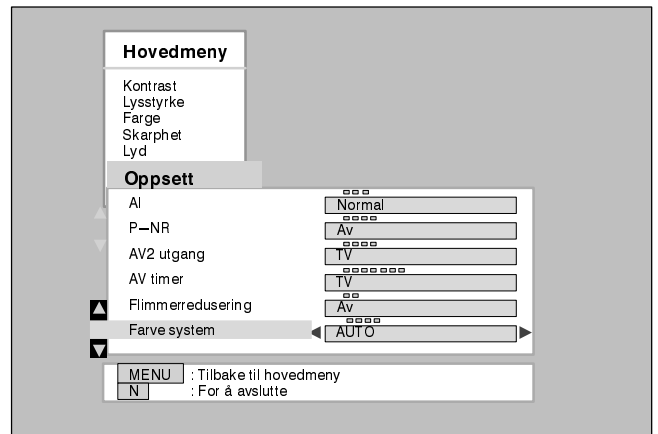 Hovedmeny
Kontrast
Lysstyrke
Farge
Skarphet
Lyd
Oppsett
AI Normal
P–NR Av
AV2 utgang TV
AV timer TV
Flimmerredusering Av
Farve system AUTO
MENU : Tilbake til hovedmeny
N : For å avslutte